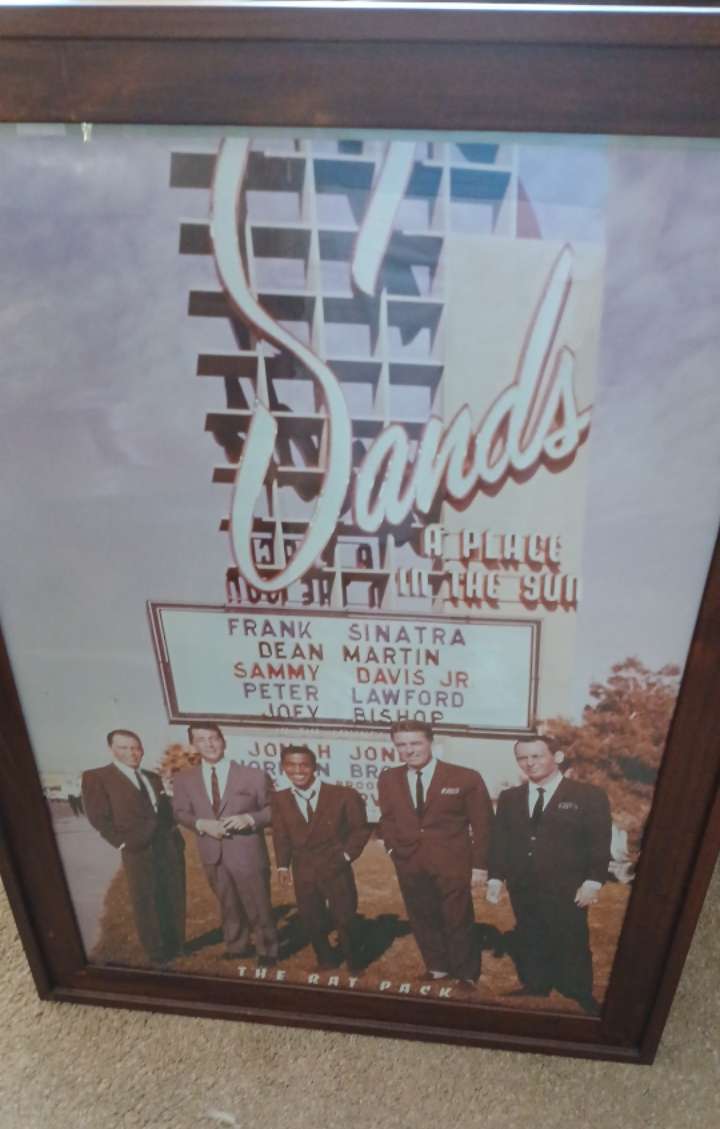 Sands
A PLACE
IN THE SUN
FRANK SINATRA
DEAN MARTIN
SAMMY DAVIS JR
PETER LAWFORD
JOEY BISHOP
THE RAT PACK